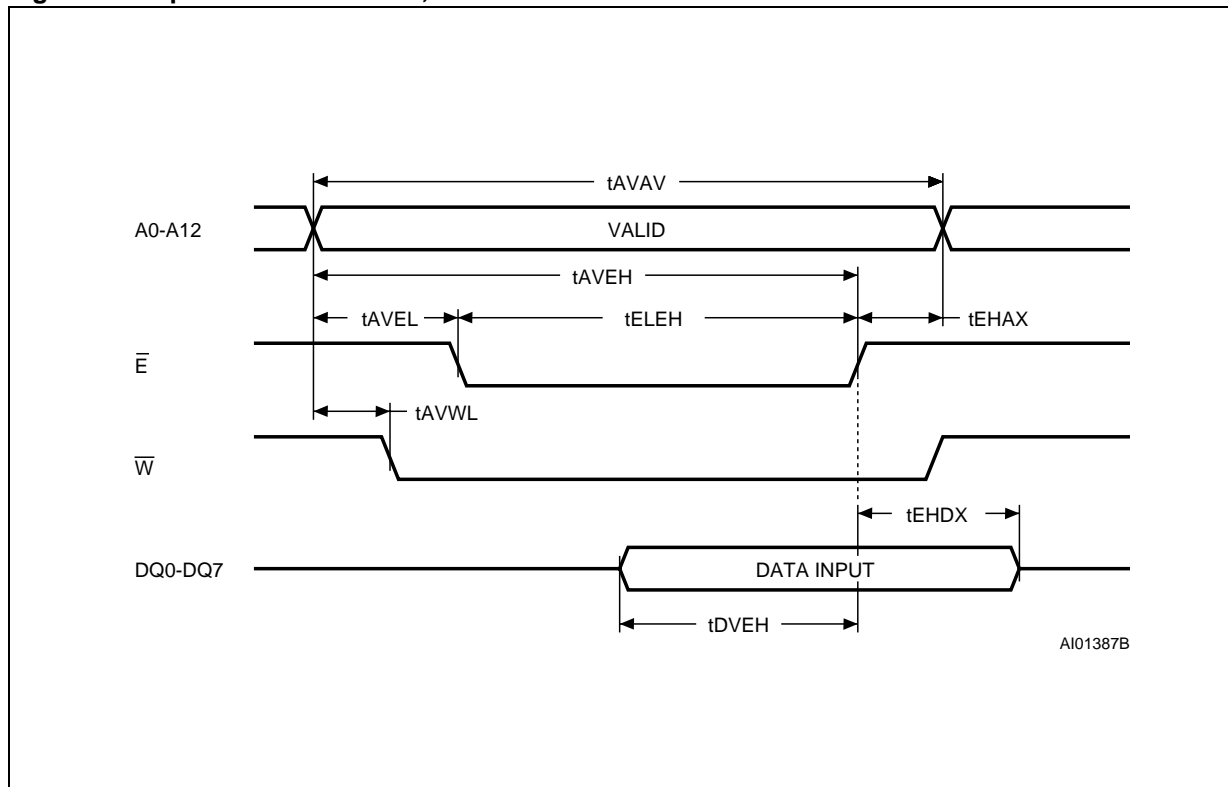 tAVAV
A0-A12
VALID
tAVEH
tAVEL
tELEH
tEHAX
E̅
tAVWL
W̅
tEHDX
DQ0-DQ7
DATA INPUT
tDVEH
AI01387B